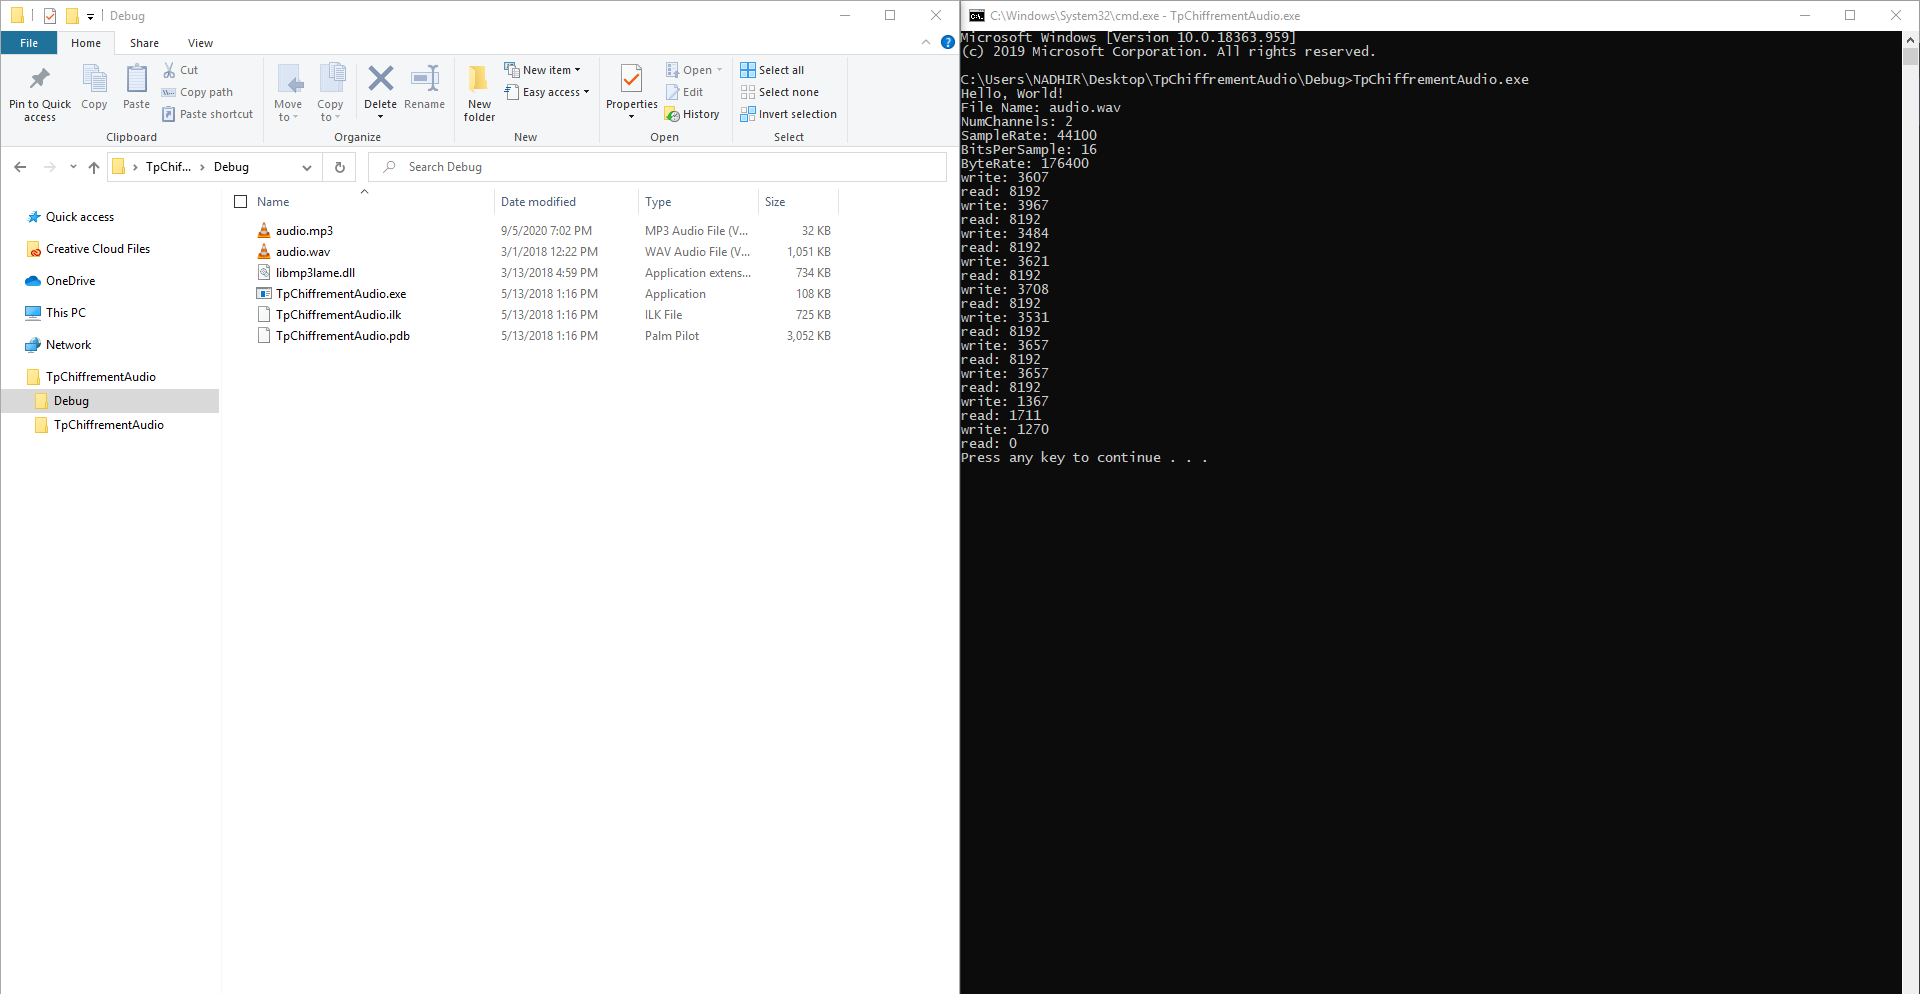 Debug
File
Home
Share
View
Pin to Quick access
Copy
Paste
Cut
Copy path
Paste shortcut
Clipboard
Move to
Copy to
Delete
Rename
Organize
New folder
New item
Easy access
New
Properties
Open
Edit
History
Open
Select all
Select none
Invert selection
Select
TpChif...
Debug
Search Debug
Quick access
Creative Cloud Files
OneDrive
This PC
Network
TpChiffrementAudio
Debug
TpChiffrementAudio
Name Date modified Type Size
audio.mp3 9/5/2020 7:02 PM MP3 Audio File (V... 32 KB
audio.wav 3/1/2018 12:22 PM WAV Audio File (V... 1,051 KB
libmp3lame.dll 3/13/2018 4:59 PM Application extens... 734 KB
TpChiffrementAudio.exe 5/13/2018 1:16 PM Application 108 KB
TpChiffrementAudio.ilk 5/13/2018 1:16 PM ILK File 725 KB
TpChiffrementAudio.pdb 5/13/2018 1:16 PM Palm Pilot 3,052 KB
C:\Windows\System32\cmd.exe - TpChiffrementAudio.exe
Microsoft Windows [Version 10.0.18363.959]
(c) 2019 Microsoft Corporation. All rights reserved.
C:\Users\NADHIR\Desktop\TpChiffrementAudio\Debug>TpChiffrementAudio.exe
Hello, World!
File Name: audio.wav
NumChannels: 2
SampleRate: 44100
BitsPerSample: 16
ByteRate: 176400
write: 3607
read: 8192
write: 3967
read: 8192
write: 3484
read: 8192
write: 3621
read: 8192
write: 3708
read: 8192
write: 3531
read: 8192
write: 3657
read: 8192
write: 3657
read: 8192
write: 1367
read: 1711
write: 1270
read: 0
Press any key to continue . . .